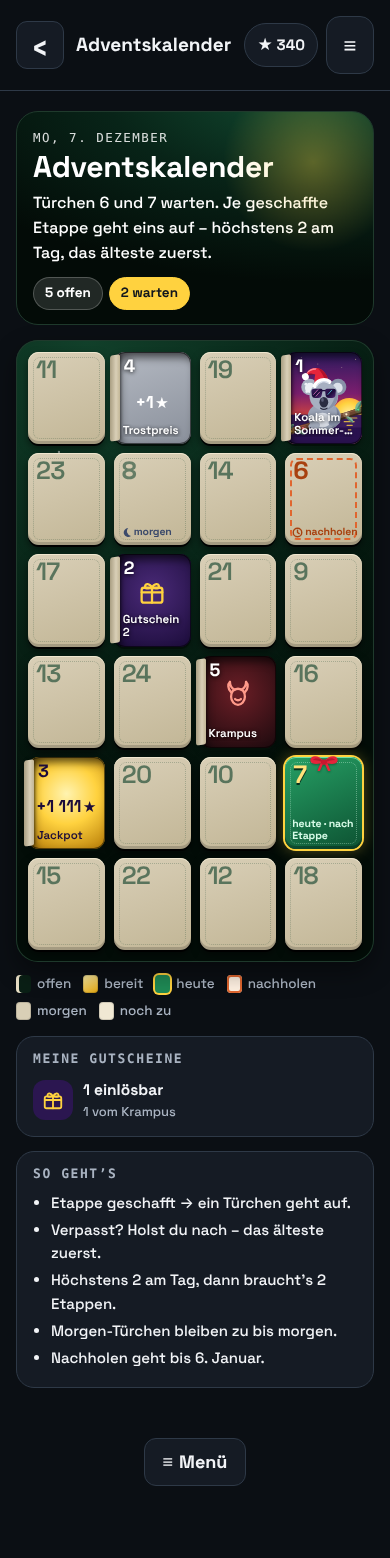 <
Adventskalender
★ 340
≡
MO, 7. DEZEMBER
Adventskalender
Türchen 6 und 7 warten. Je geschaffte
Etappe geht eins auf – höchstens 2 am
Tag, das älteste zuerst.
5 offen
2 warten
11
4
+1★
Trostpreis
19
1
Koala im
Sommer-…
23
8
morgen
14
6
nachholen
17
2
Gutschein
2
21
9
13
24
5
Krampus
16
3
+1 111★
Jackpot
20
10
7
heute · nach
Etappe
15
22
12
18
offen
bereit
heute
nachholen
morgen
noch zu
MEINE GUTSCHEINE
1 einlösbar
1 vom Krampus
SO GEHT’S
• Etappe geschafft → ein Türchen geht auf.
• Verpasst? Holst du nach – das älteste
zuerst.
• Höchstens 2 am Tag, dann braucht’s 2
Etappen.
• Morgen-Türchen bleiben zu bis morgen.
• Nachholen geht bis 6. Januar.
≡ Menü